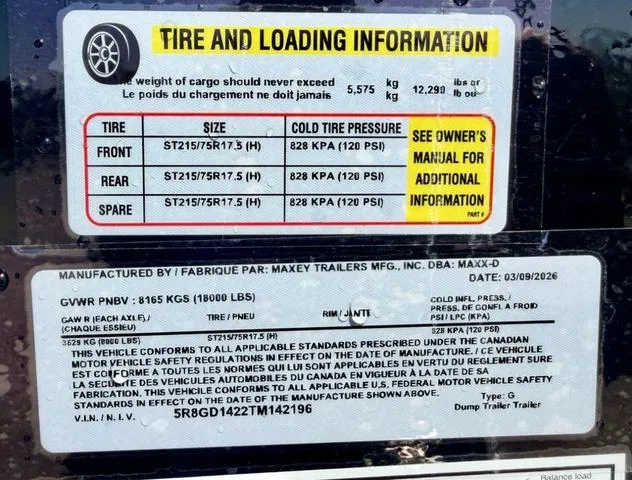 TIRE AND LOADING INFORMATION
weight of cargo should never exceed 5,575 kg 12,290 lbs or
Le poids du chargement ne doit jamais kg lb ou
TIRE SIZE COLD TIRE PRESSURE SEE OWNER'S MANUAL FOR ADDITIONAL INFORMATION
FRONT ST215/75R17.5 (H) 828 KPA (120 PSI)
REAR ST215/75R17.5 (H) 828 KPA (120 PSI)
SPARE ST215/75R17.5 (H) 828 KPA (120 PSI)
PART #
MANUFACTURED BY / FABRIQUE PAR: MAXEY TRAILERS MFG., INC. DBA: MAXX-D
DATE: 03/09/2026
GVWR PNBV : 8165 KGS (18000 LBS)
GAWR (EACH AXLE) / (CHAQUE ESSIEU) TIRE / PNEU RIM / JANTE COLD INFL. PRESS. / PRESS. DE GONFL A FROID PSI / LPC (KPA)
3629 KG (8000 LBS) ST215/75R17.5 (H) 828 KPA (120 PSI)
THIS VEHICLE CONFORMS TO ALL APPLICABLE STANDARDS PRESCRIBED UNDER THE CANADIAN
MOTOR VEHICLE SAFETY REGULATIONS IN EFFECT ON THE DATE OF MANUFACTURE. / CE VEHICULE
EST CONFORME A TOUTES LES NORMES QUI LUI SONT APPLICABLES EN VERTU DU REGLEMENT SURE
LA SECURITE DES VEHICULES AUTOMOBILES DU CANADA EN VIGUEUR À LA DATE DE SA
FABRICATION. THIS VEHICLE CONFORMS TO ALL APPLICABLE U.S. FEDERAL MOTOR VEHICLE SAFETY
STANDARDS IN EFFECT ON THE DATE OF THE MANUFACTURE SHOWN ABOVE.
Type: G
V.I.N. / N.I.V. 5R8GD1422TM142196 Dump Trailer Trailer
Balance load